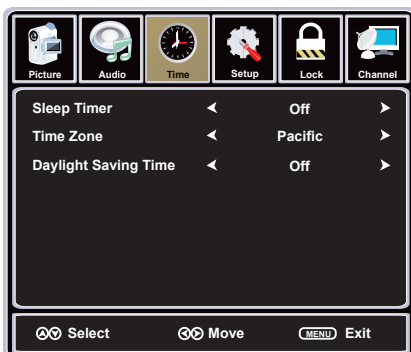 Picture Audio Time Setup Lock Channel
Sleep Timer Off
Time Zone Pacific
Daylight Saving Time Off
Select Move MENU Exit